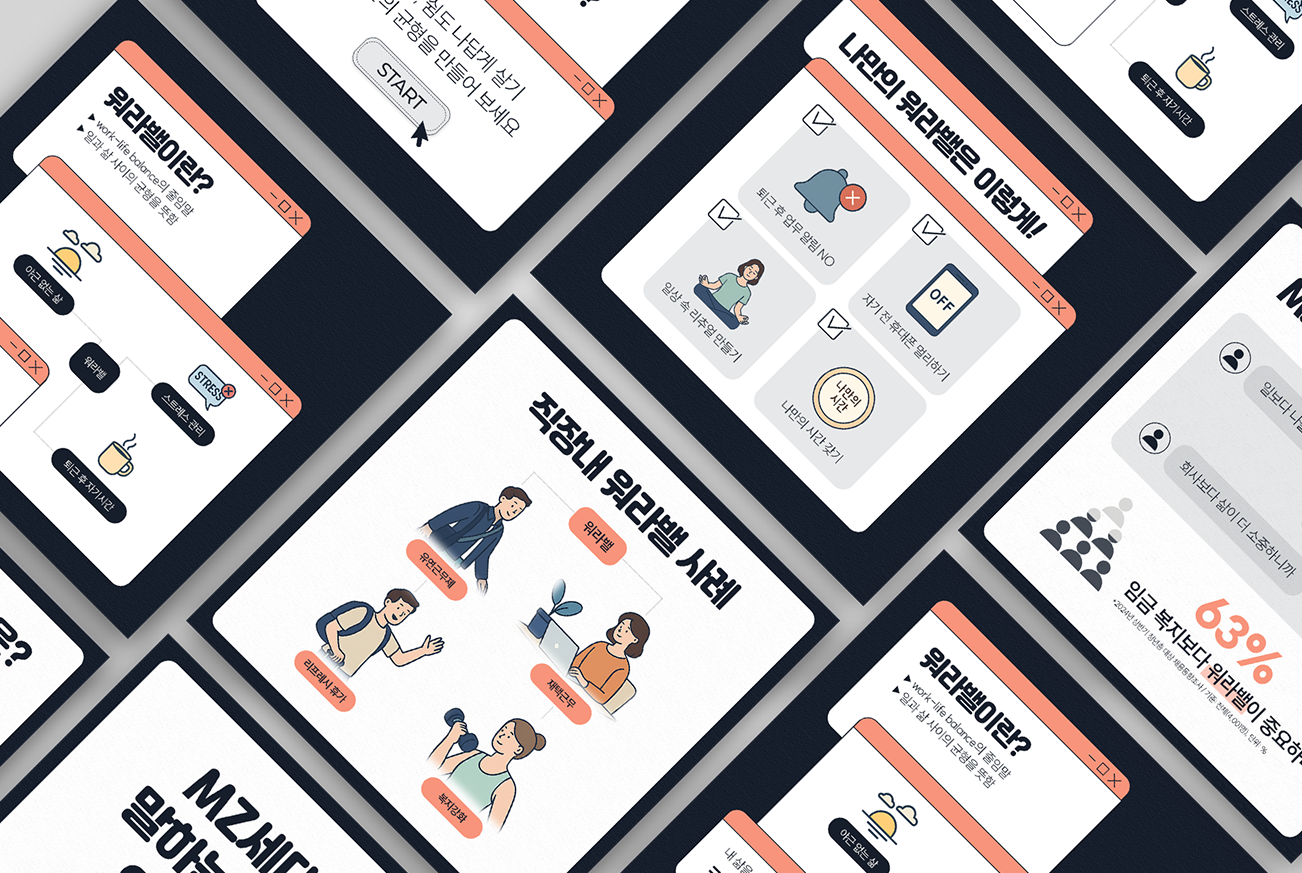 워라밸이란?
▶ work-life balance의 줄임말
▶ 일과 삶 사이의 균형을 뜻함
야근 없는 삶
워라밸
STRESS
스트레스 관리
퇴근 후 자기시간
쉼도 나답게 살기
균형을 만들어 보세요
START
나만의 워라밸은 이렇게!
퇴근 후 업무 알림 NO
일상 속 리추얼 만들기
OFF
자기 전 휴대폰 멀리하기
나만의
시간
나만의 시간 갖기
스트레스 관리
퇴근 후 자기시간
직장내 워라밸 사례
워라밸
유연근무제
리프레시 휴가
재택근무
복지강화
일보다 나를
회사보다 삶이 더 소중하니까
63%
임금 복지보다 워라밸이 중요하
*2024년 상반기 청년층 대상 채용동향조사 / 기준: 전체(4,001명), 단위: %
MZ세대
말하는
워라밸이란?
▶ work-life balance의 줄임말
▶ 일과 삶 사이의 균형을 뜻함
야근 없는 삶
내 삶을